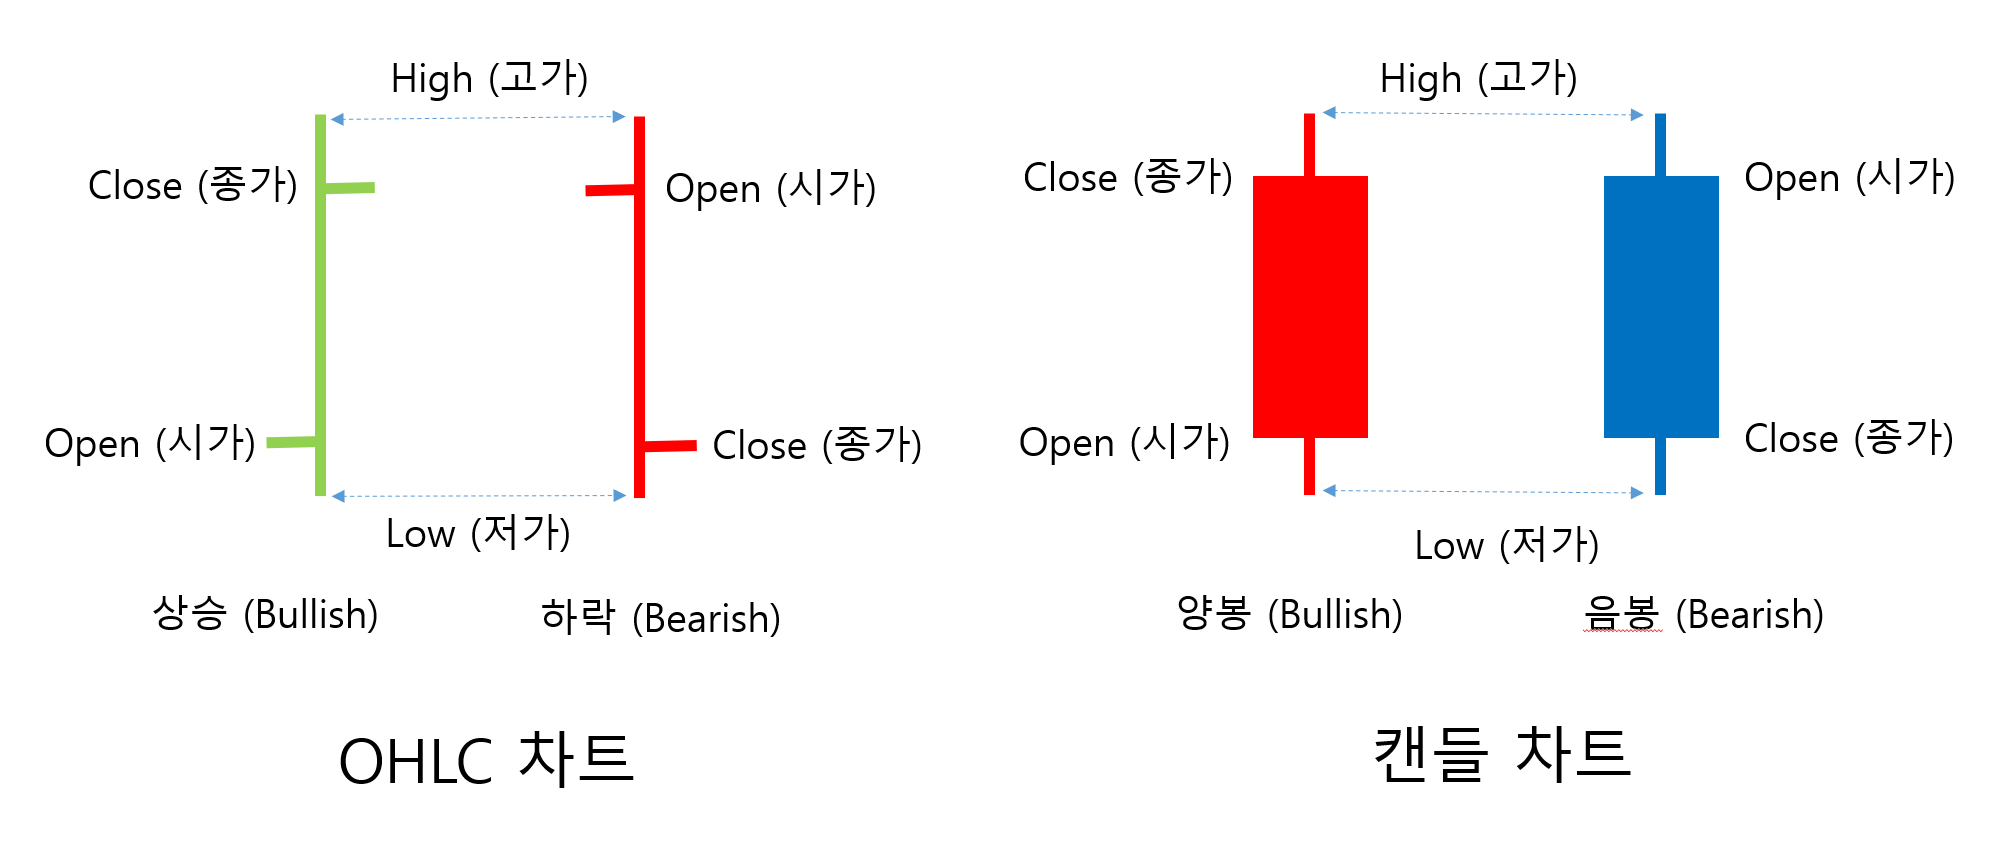 High (고가)
Close (종가)
Open (시가)
Open (시가)
Close (종가)
Low (저가)
상승 (Bullish)
하락 (Bearish)
OHLC 차트
High (고가)
Close (종가)
Open (시가)
Open (시가)
Close (종가)
Low (저가)
양봉 (Bullish)
음봉 (Bearish)
캔들 차트